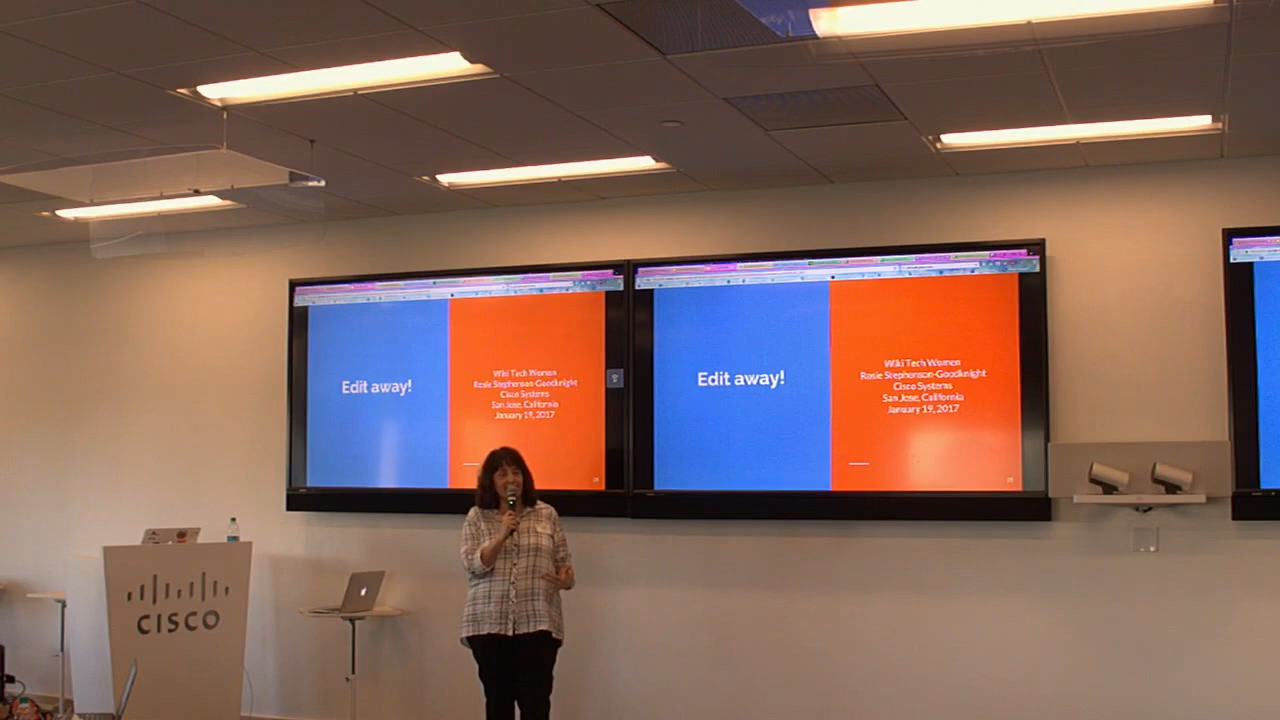 Edit away!
Wiki Tech Women
Rosie Stephenson-Goodknight
Cisco Systems
San Jose, California
January 19, 2017
Edit away!
Wiki Tech Women
Rosie Stephenson-Goodknight
Cisco Systems
San Jose, California
January 19, 2017
CISCO